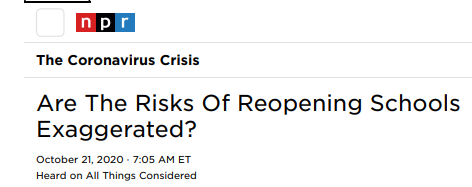 npr
The Coronavirus Crisis
Are The Risks Of Reopening Schools
Exaggerated?
October 21, 2020 · 7:05 AM ET
Heard on All Things Considered